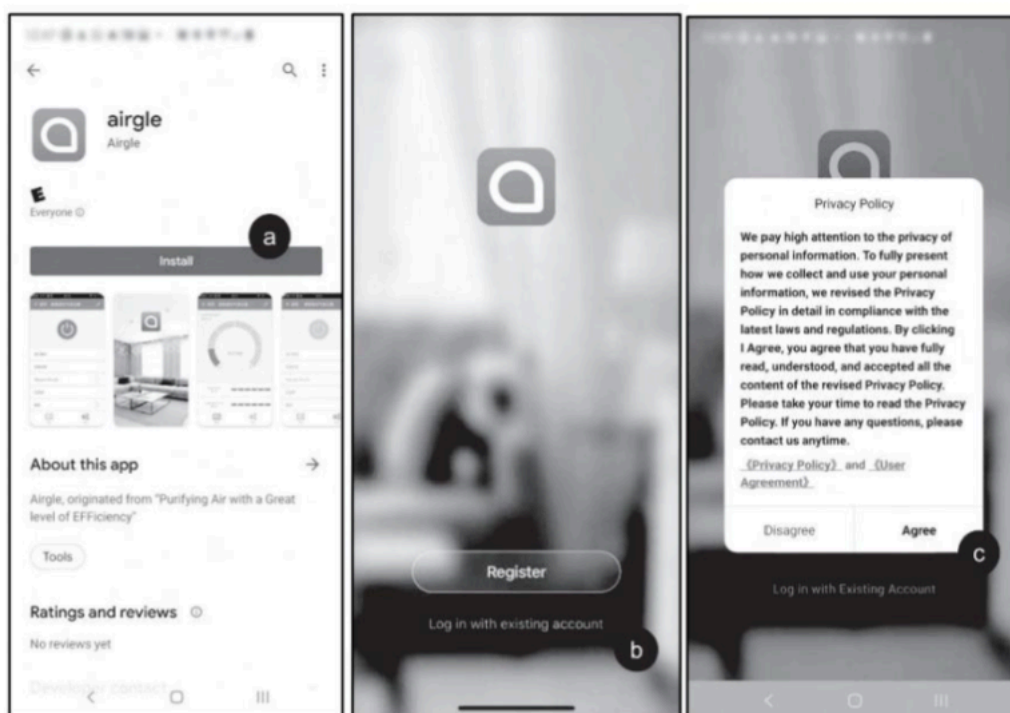 airgle
Airgle
E
Everyone
a
Install
About this app
Airgle, originated from "Purifying Air with a Great
level of EFFiciency"
Tools
Ratings and reviews
No reviews yet
Developer contact
Register
Log in with existing account
b
Privacy Policy
We pay high attention to the privacy of
personal information. To fully present
how we collect and use your personal
information, we revised the Privacy
Policy in detail in compliance with the
latest laws and regulations. By clicking
I Agree, you agree that you have fully
read, understood, and accepted all the
content of the revised Privacy Policy.
Please take your time to read the Privacy
Policy. If you have any questions, please
contact us anytime.
《Privacy Policy》 and 《User
Agreement》
Disagree
Agree
c
Log in with Existing Account